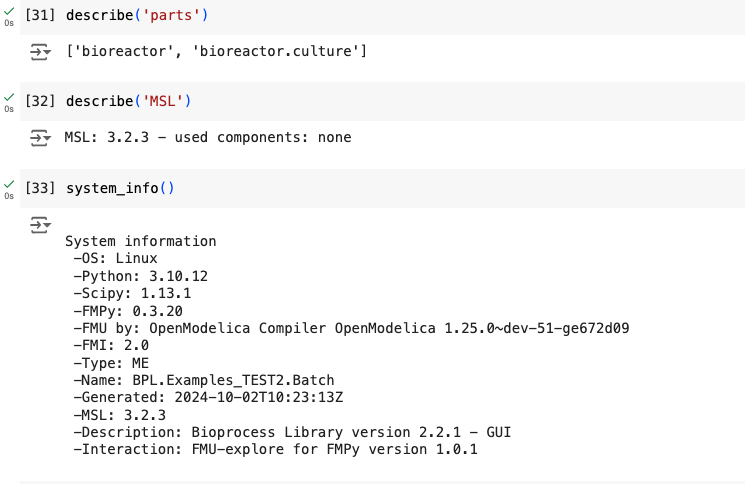 [31] describe('parts')
0s
['bioreactor', 'bioreactor.culture']
[32] describe('MSL')
0s
MSL: 3.2.3 – used components: none
[33] system_info()
0s
System information
–OS: Linux
–Python: 3.10.12
–Scipy: 1.13.1
–FMPy: 0.3.20
–FMU by: OpenModelica Compiler OpenModelica 1.25.0~dev-51-ge672d09
–FMI: 2.0
–Type: ME
–Name: BPL.Examples_TEST2.Batch
–Generated: 2024-10-02T10:23:13Z
–MSL: 3.2.3
–Description: Bioprocess Library version 2.2.1 – GUI
–Interaction: FMU-explore for FMPy version 1.0.1